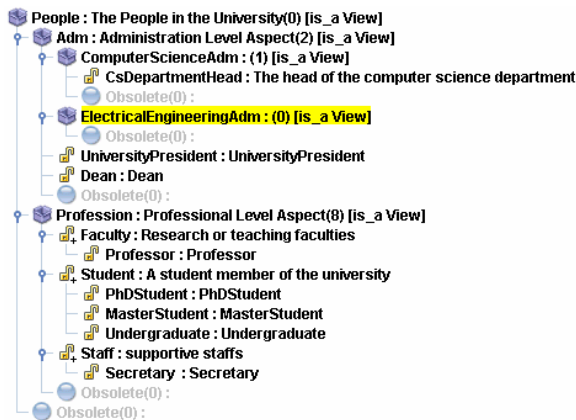 People : The People in the University(0) [is_a View]
Adm : Administration Level Aspect(2) [is_a View]
ComputerScienceAdm : (1) [is_a View]
CsDepartmentHead : The head of the computer science department
Obsolete(0) :
ElectricalEngineeringAdm : (0) [is_a View]
Obsolete(0) :
UniversityPresident : UniversityPresident
Dean : Dean
Obsolete(0) :
Profession : Professional Level Aspect(8) [is_a View]
Faculty : Research or teaching faculties
Professor : Professor
Student : A student member of the university
PhDStudent : PhDStudent
MasterStudent : MasterStudent
Undergraduate : Undergraduate
Staff : supportive staffs
Secretary : Secretary
Obsolete(0) :
Obsolete(0) :